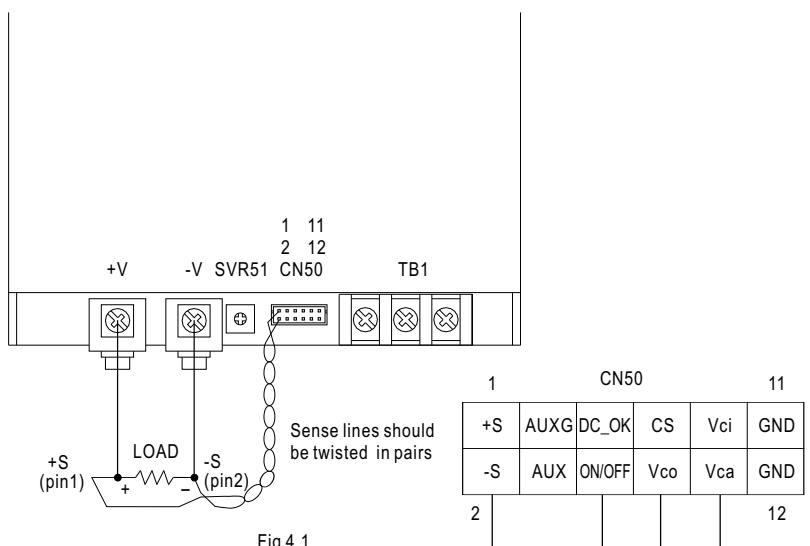 1 11
2 12
+V -V SVR51 CN50 TB1
Sense lines should
be twisted in pairs
+S
(pin1)
LOAD
-S
(pin2)
+ –
CN50
1 11
+S AUXG DC_OK CS Vci GND
-S AUX ON/OFF Vco Vca GND
2 12
Fig 4.1